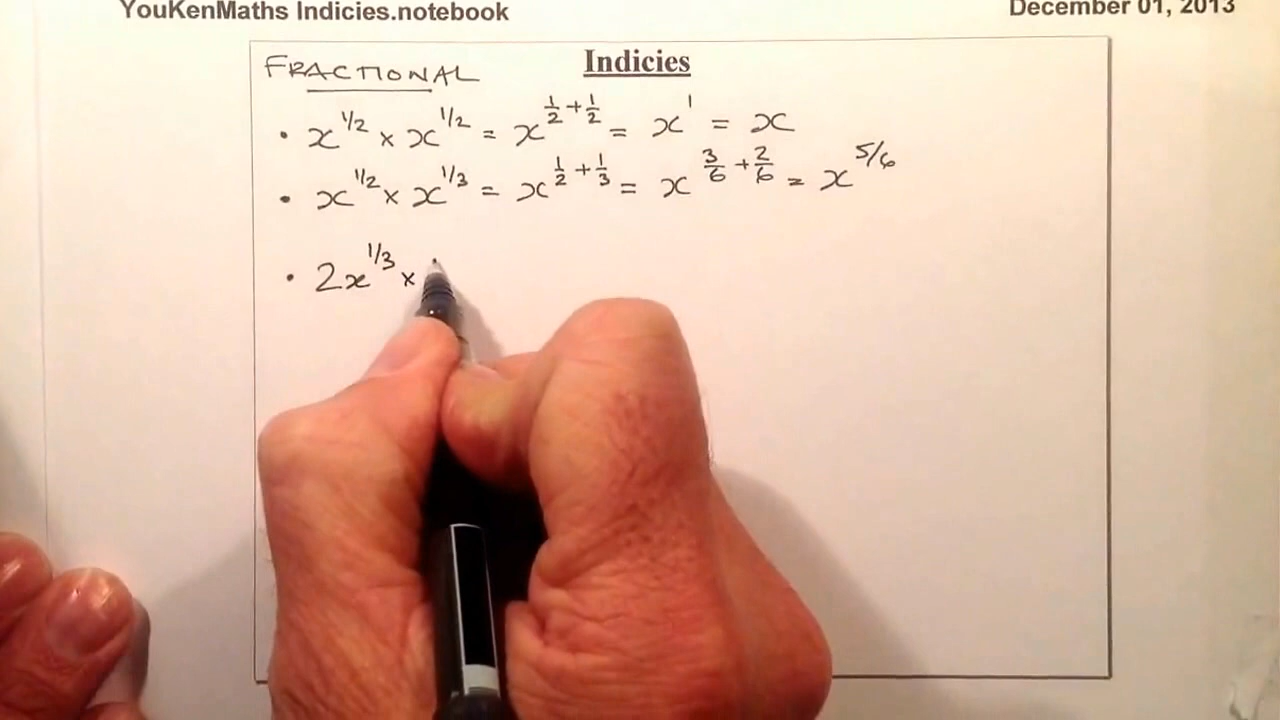 YouKenMaths Indicies.notebook
December 01, 2013
FRACTIONAL
Indicies
• x^1/2 × x^1/2 = x^1/2+1/2 = x^1 = x
• x^1/2 × x^1/3 = x^1/2+1/3 = x^3/6+2/6 = x^5/6
• 2x^1/3 ×